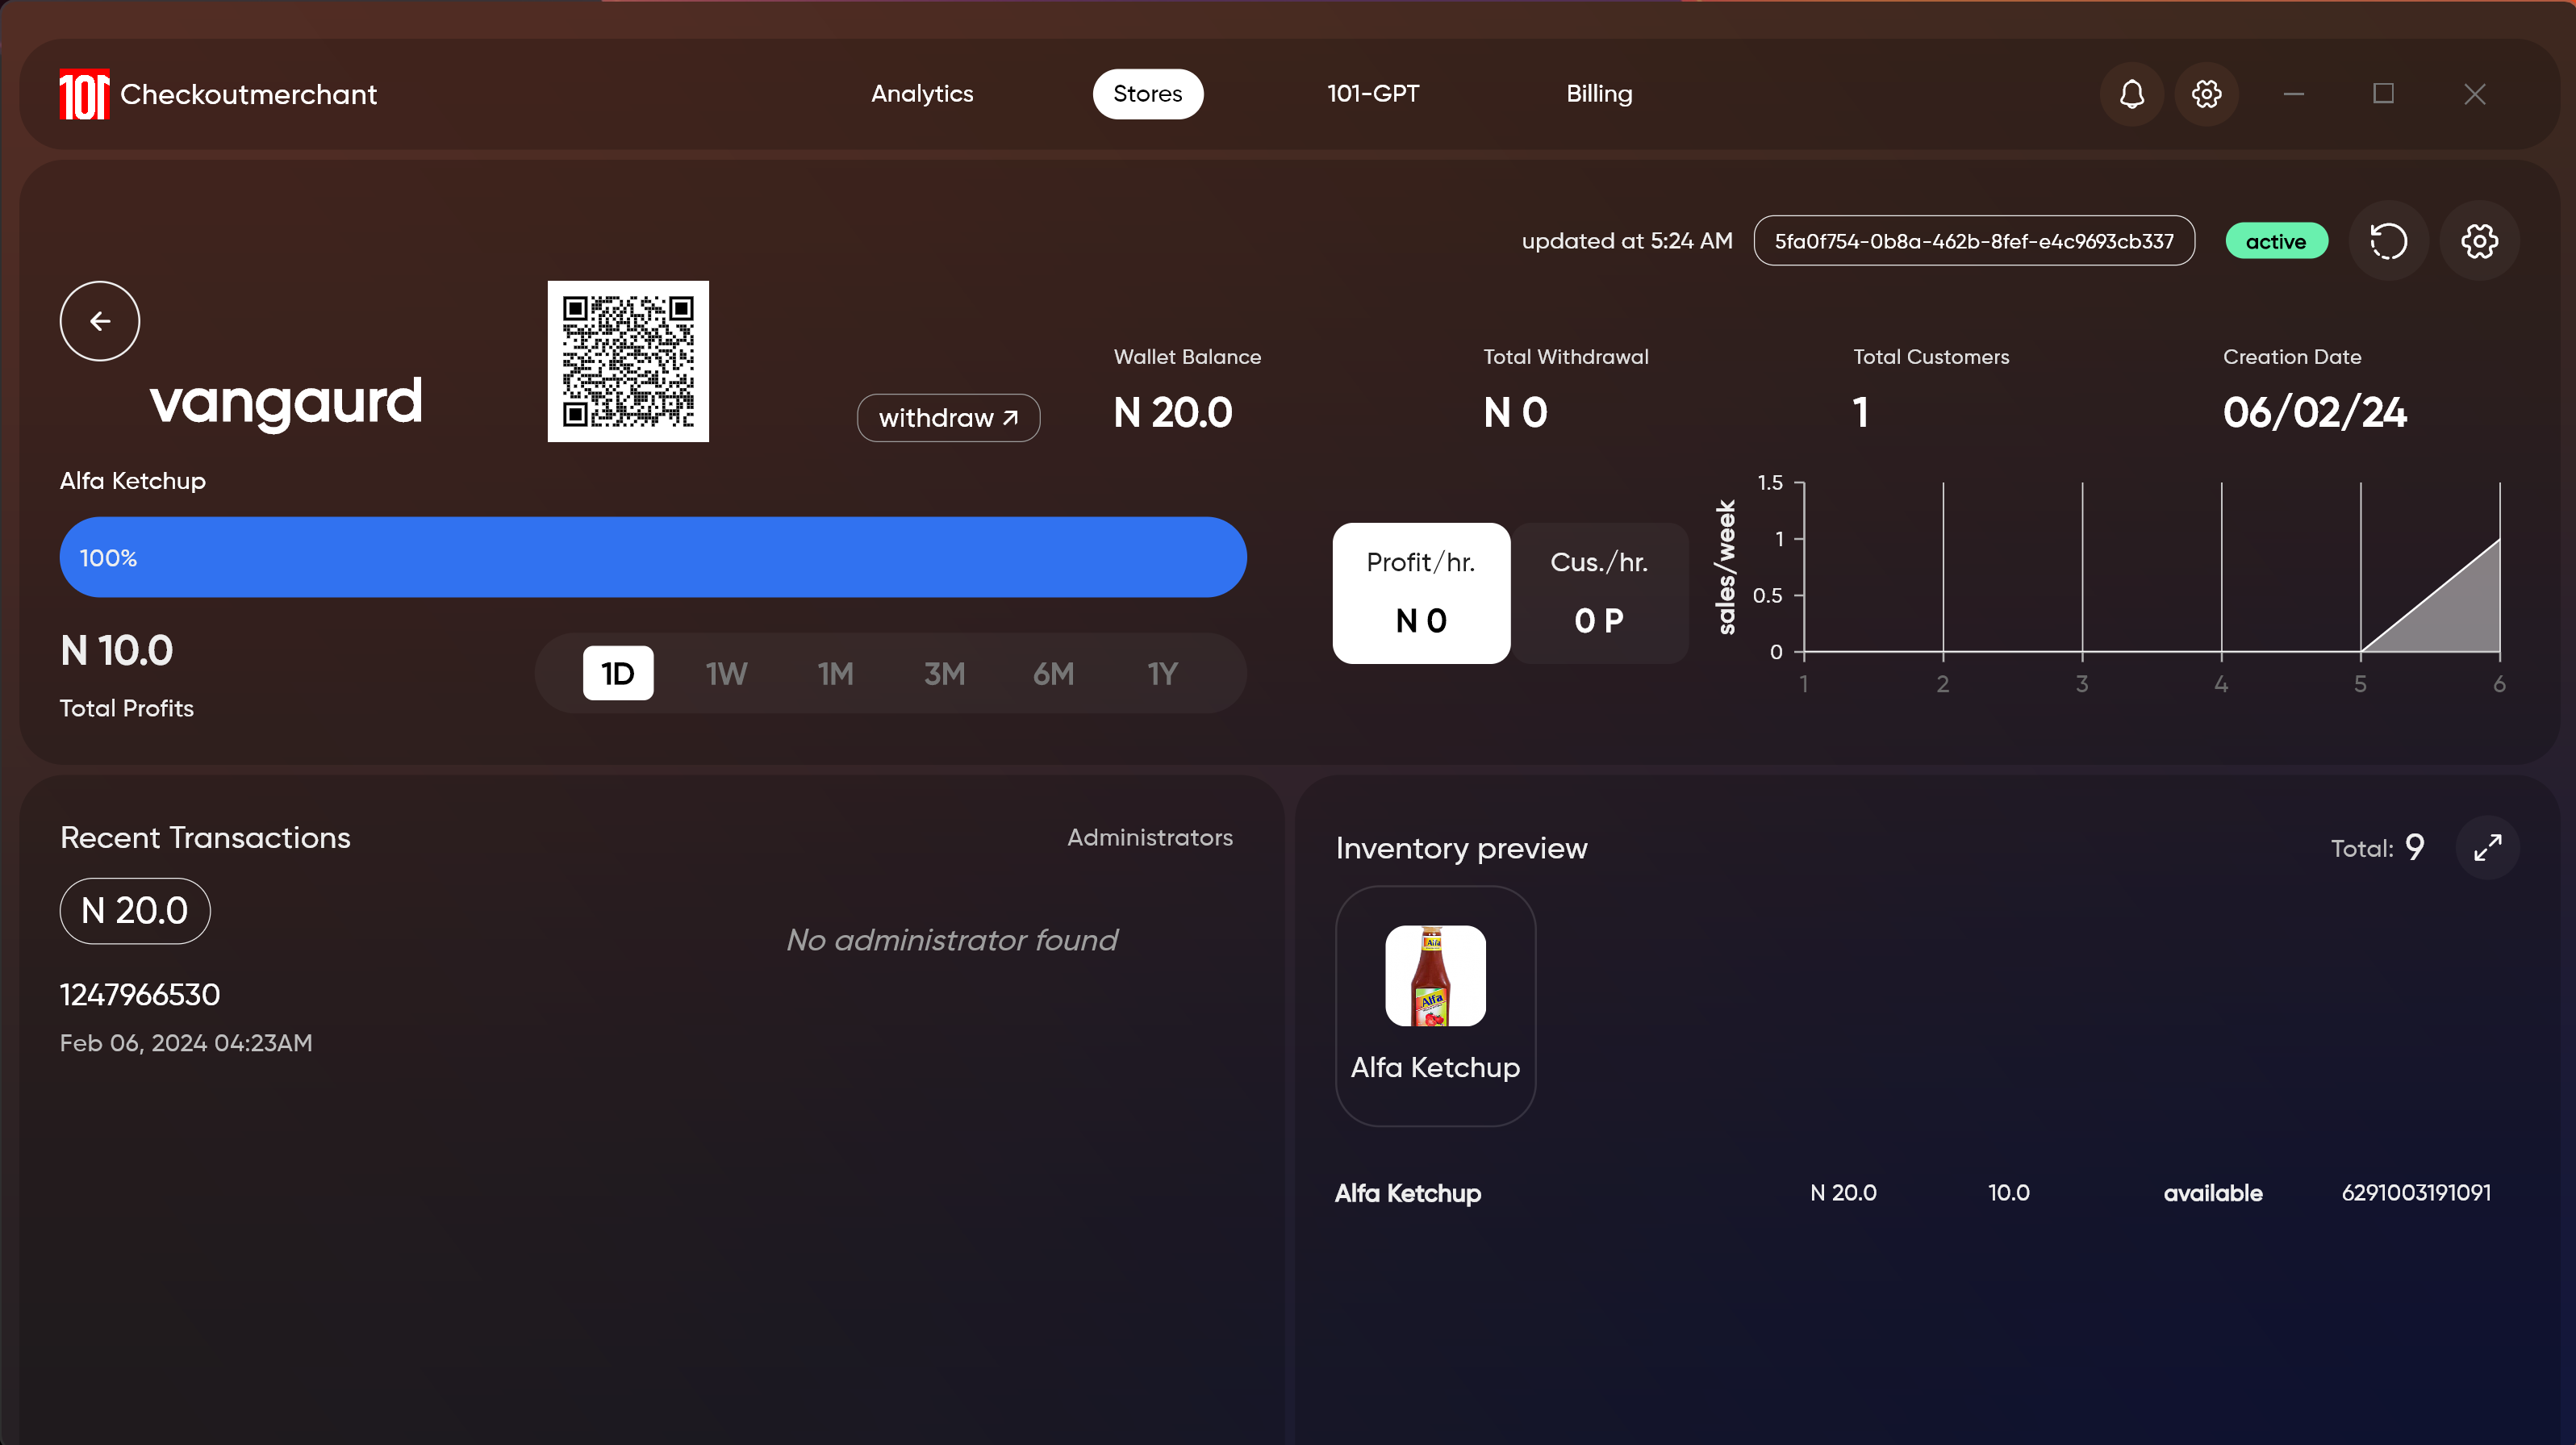 101 Checkoutmerchant
Analytics
Stores
101-GPT
Billing
updated at 5:24 AM
5fa0f754-0b8a-462b-8fef-e4c9693cb337
active
vangaurd
withdraw
Wallet Balance
N 20.0
Total Withdrawal
N 0
Total Customers
1
Creation Date
06/02/24
Alfa Ketchup
100%
N 10.0
Total Profits
1D
1W
1M
3M
6M
1Y
Profit/hr.
N 0
Cus./hr.
0 P
sales/week
1.5
1
0.5
0
1
2
3
4
5
6
Recent Transactions
Administrators
N 20.0
1247966530
Feb 06, 2024 04:23AM
No administrator found
Inventory preview
Total: 9
Alfa
Alfa
Alfa Ketchup
Alfa Ketchup
N 20.0
10.0
available
6291003191091